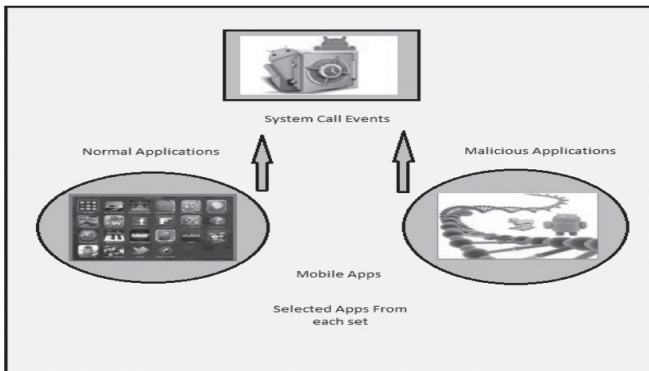 System Call Events
Normal Applications
Malicious Applications
Mobile Apps
Selected Apps From
each set